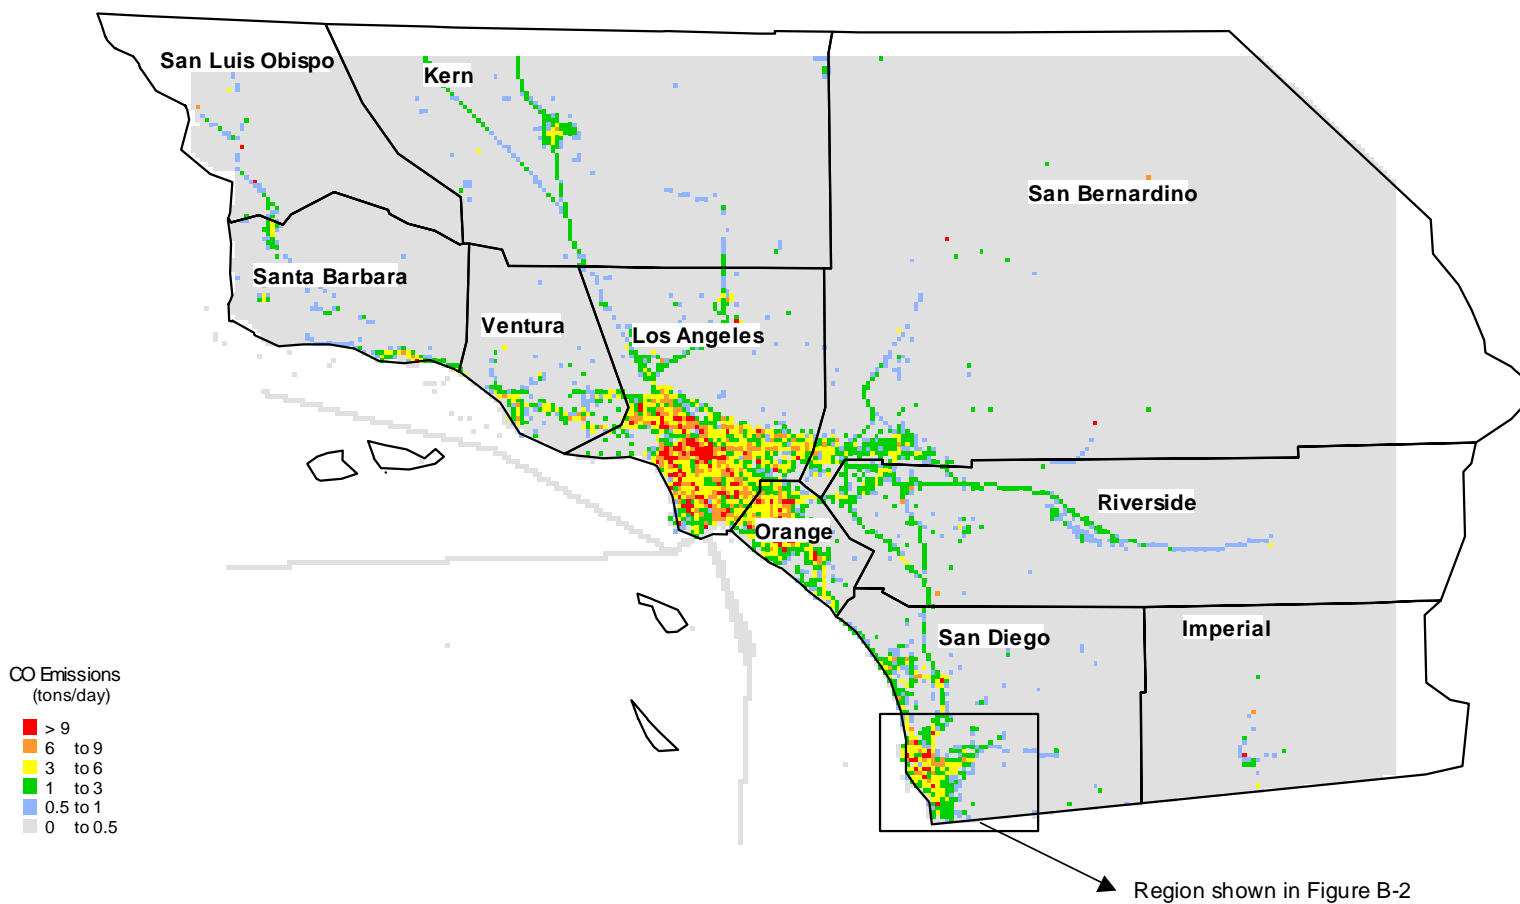 San Luis Obispo
Kern
San Bernardino
Santa Barbara
Ventura
Los Angeles
Riverside
Orange
San Diego
Imperial
CO Emissions
(tons/day)
> 9
6 to 9
3 to 6
1 to 3
0.5 to 1
0 to 0.5
Region shown in Figure B-2